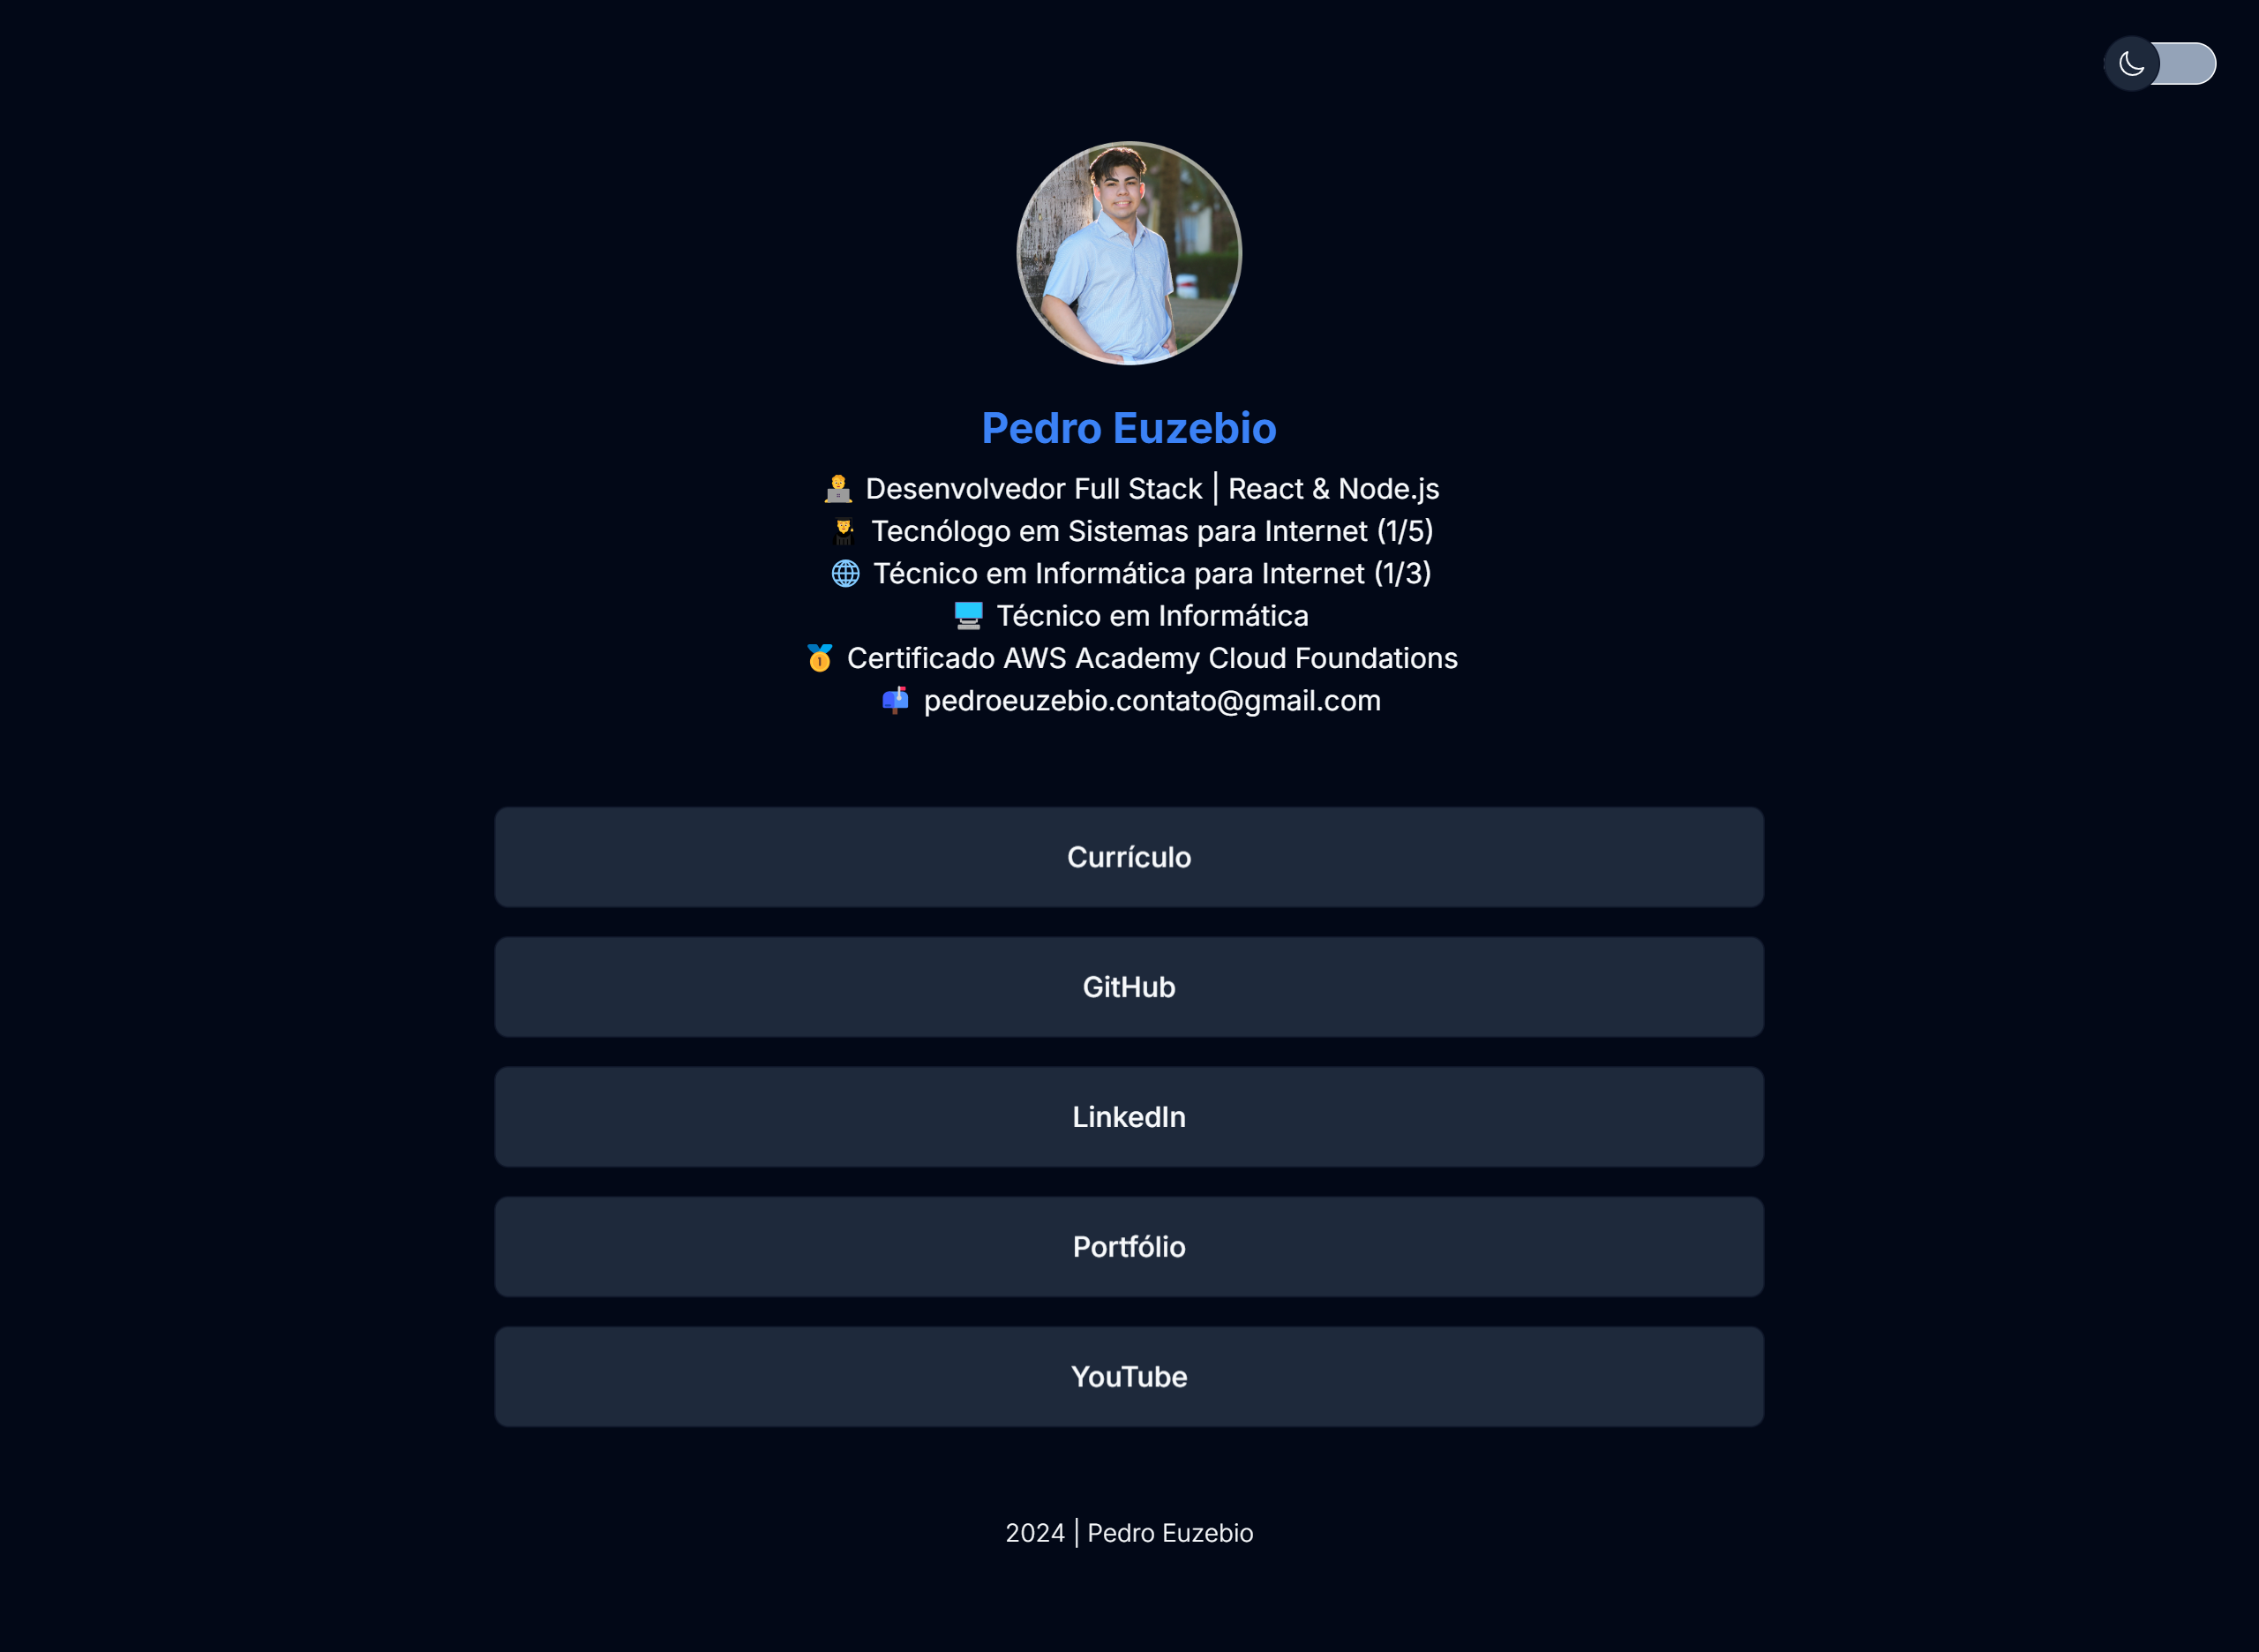 Pedro Euzebio
Desenvolvedor Full Stack | React & Node.js
Tecnólogo em Sistemas para Internet (1/5)
Técnico em Informática para Internet (1/3)
Técnico em Informática
Certificado AWS Academy Cloud Foundations
pedroeuzebio.contato@gmail.com
Currículo
GitHub
LinkedIn
Portfólio
YouTube
2024 | Pedro Euzebio